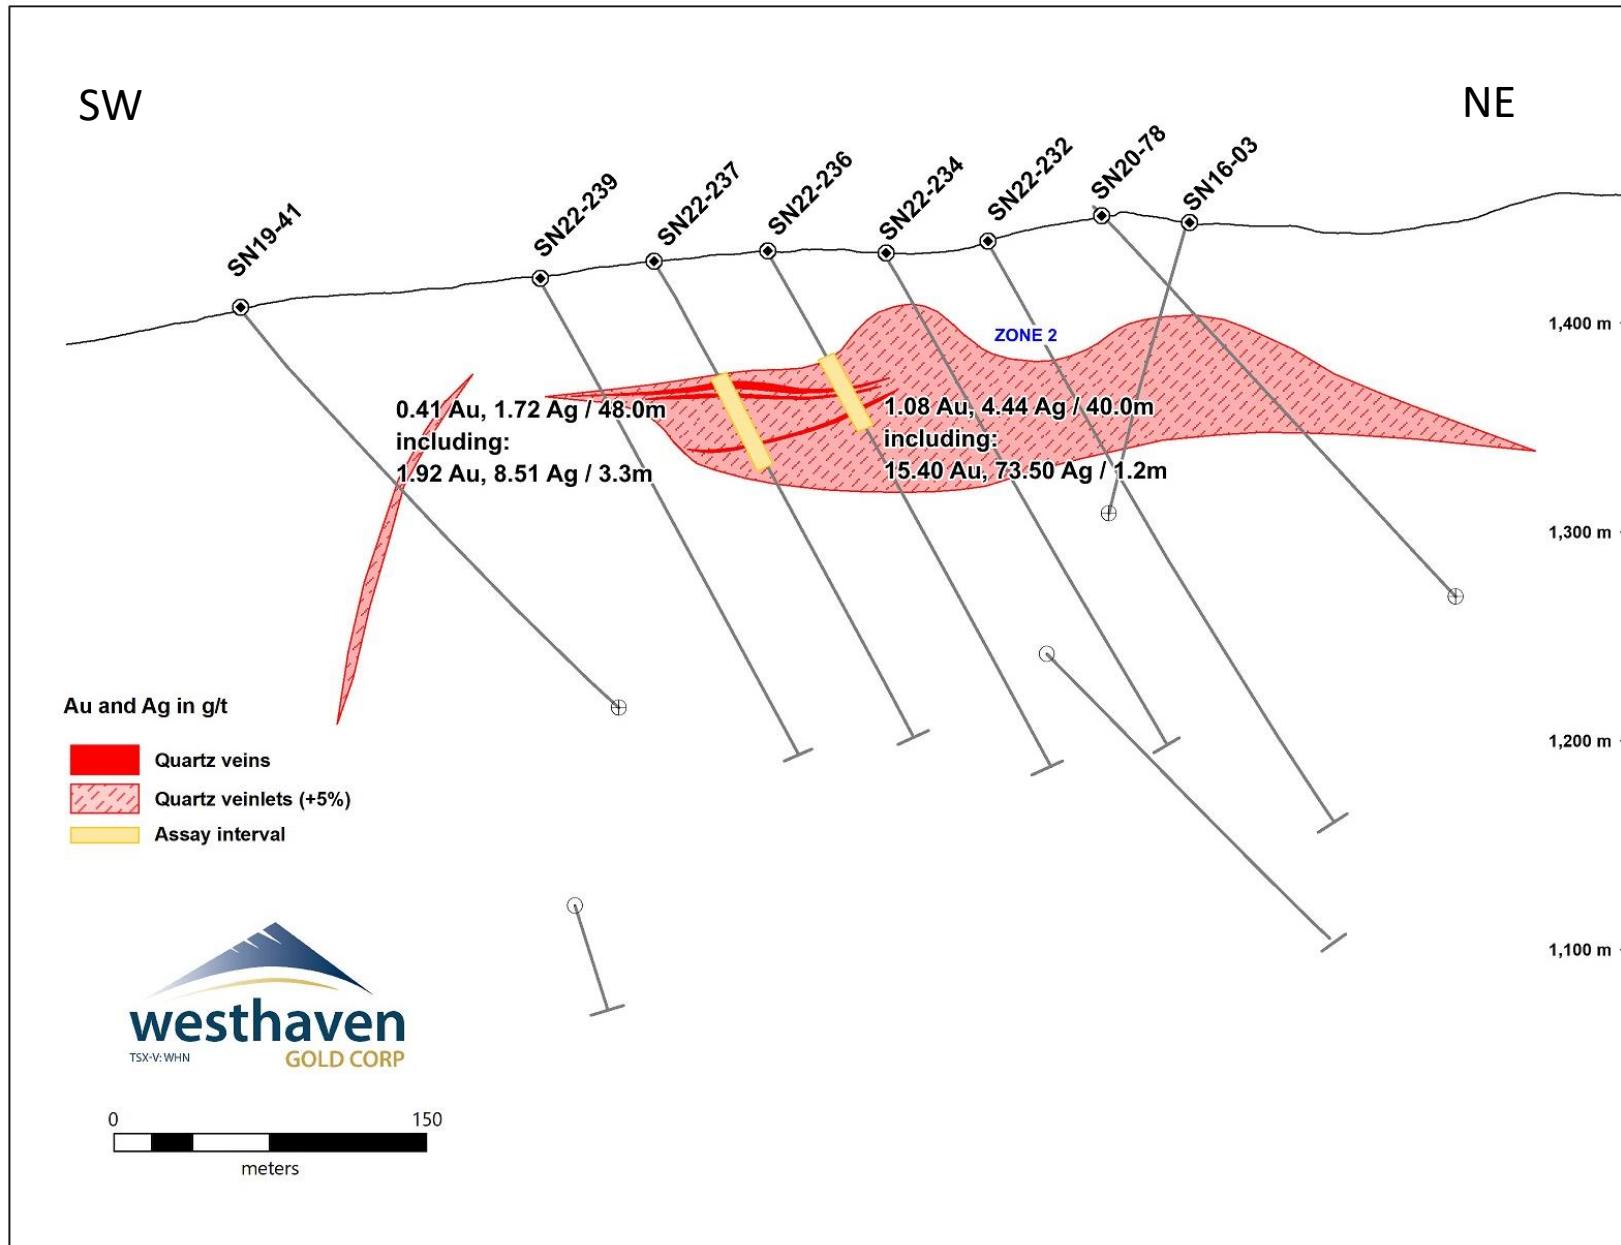 SW
NE
SN19-41
SN22-239
SN22-237
SN22-236
SN22-234
SN22-232
SN20-78
SN16-03
ZONE 2
1,400 m
0.41 Au, 1.72 Ag / 48.0m
including:
1.92 Au, 8.51 Ag / 3.3m
1.08 Au, 4.44 Ag / 40.0m
including:
15.40 Au, 73.50 Ag / 1.2m
1,300 m
1,200 m
1,100 m
Au and Ag in g/t
Quartz veins
Quartz veinlets (+5%)
Assay interval
westhaven
TSX-V: WHN
GOLD CORP
0 150
meters